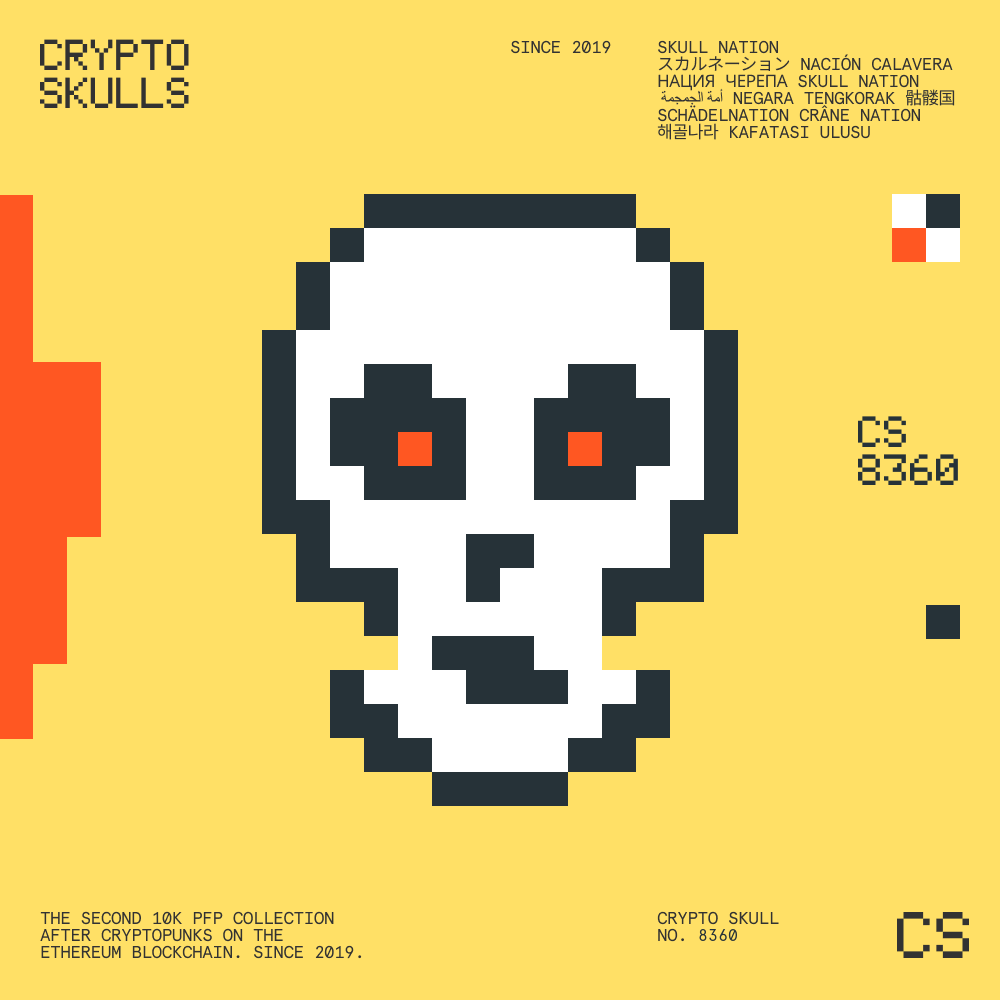 CRYPTO
SKULLS
SINCE 2019
SKULL NATION
スカルネーション NACIÓN CALAVERA
НАЦИЯ ЧЕРЕПА SKULL NATION
أمة الجمجمة NEGARA TENGKORAK 骷髅国
SCHÄDELNATION CRÂNE NATION
해골나라 KAFATASI ULUSU
CS
8360
THE SECOND 10K PFP COLLECTION
AFTER CRYPTOPUNKS ON THE
ETHEREUM BLOCKCHAIN. SINCE 2019.
CRYPTO SKULL
NO. 8360
CS